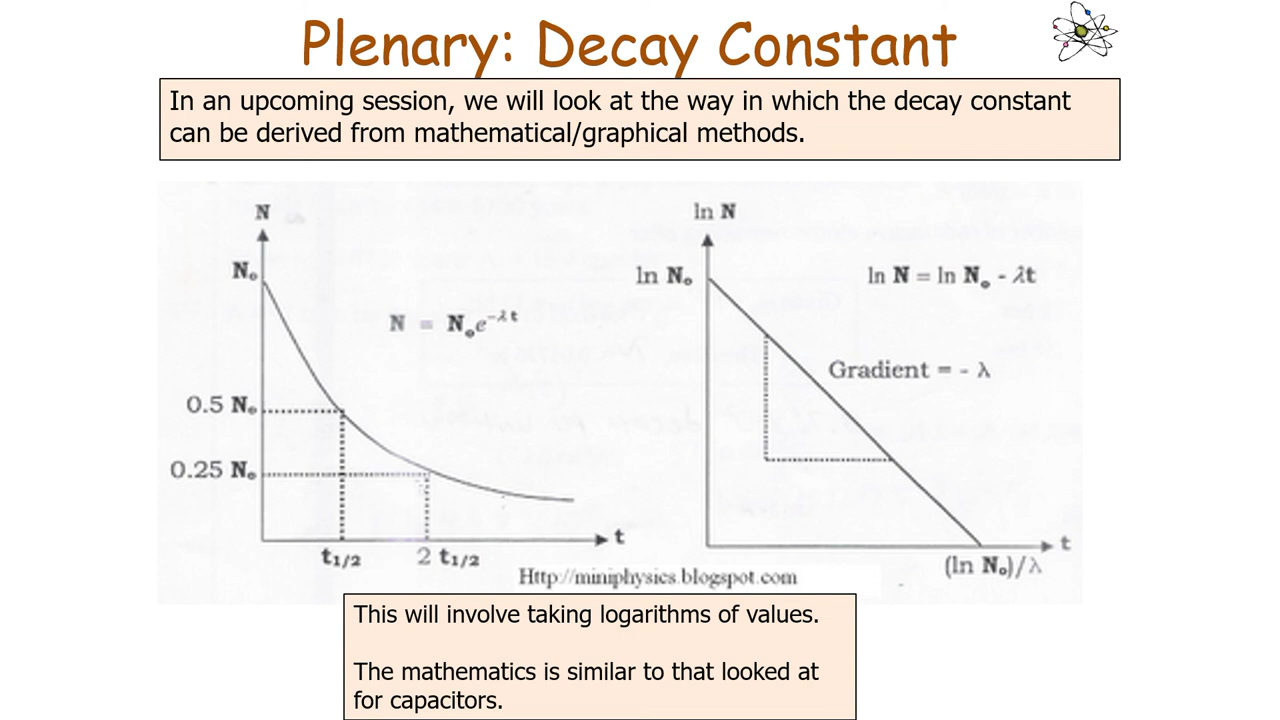 Plenary: Decay Constant
In an upcoming session, we will look at the way in which the decay constant
can be derived from mathematical/graphical methods.
N
N₀
N = N₀e^{-λt}
0.5 N₀
0.25 N₀
t₁/₂
2 t₁/₂
t
ln N
ln N₀
ln N = ln N₀ - λt
Gradient = - λ
t
(ln N₀)/λ
Http://miniphysics.blogspot.com
This will involve taking logarithms of values.
The mathematics is similar to that looked at
for capacitors.